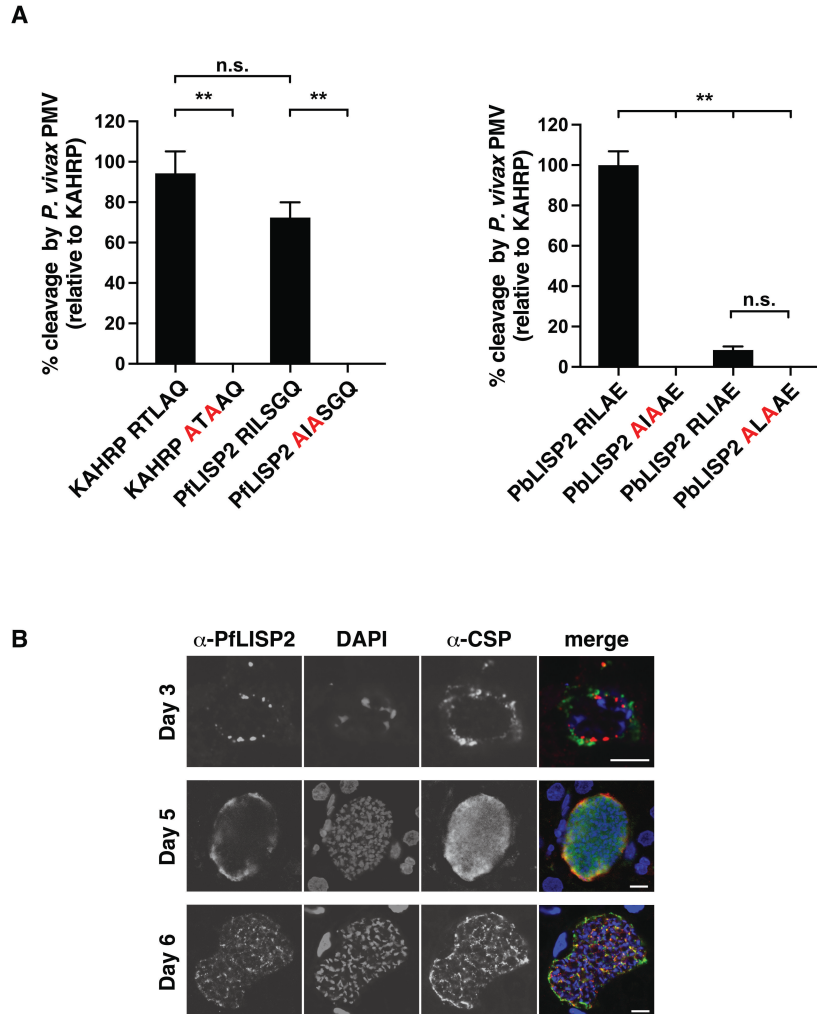 A
n.s.
** **
% cleavage by P. vivax PMV
(relative to KAHRP)
120
100
80
60
40
20
0
KAHRP RTLAQ
KAHRP ATAAQ
PfLISP2 RILSGQ
PfLISP2 AIASGQ
**
n.s.
% cleavage by P. vivax PMV
(relative to KAHRP)
120
100
80
60
40
20
0
PbLISP2 RILAE
PbLISP2 AIAAE
PbLISP2 RLIAE
PbLISP2 ALAAE
B
α-PfLISP2 DAPI α-CSP merge
Day 3
Day 5
Day 6